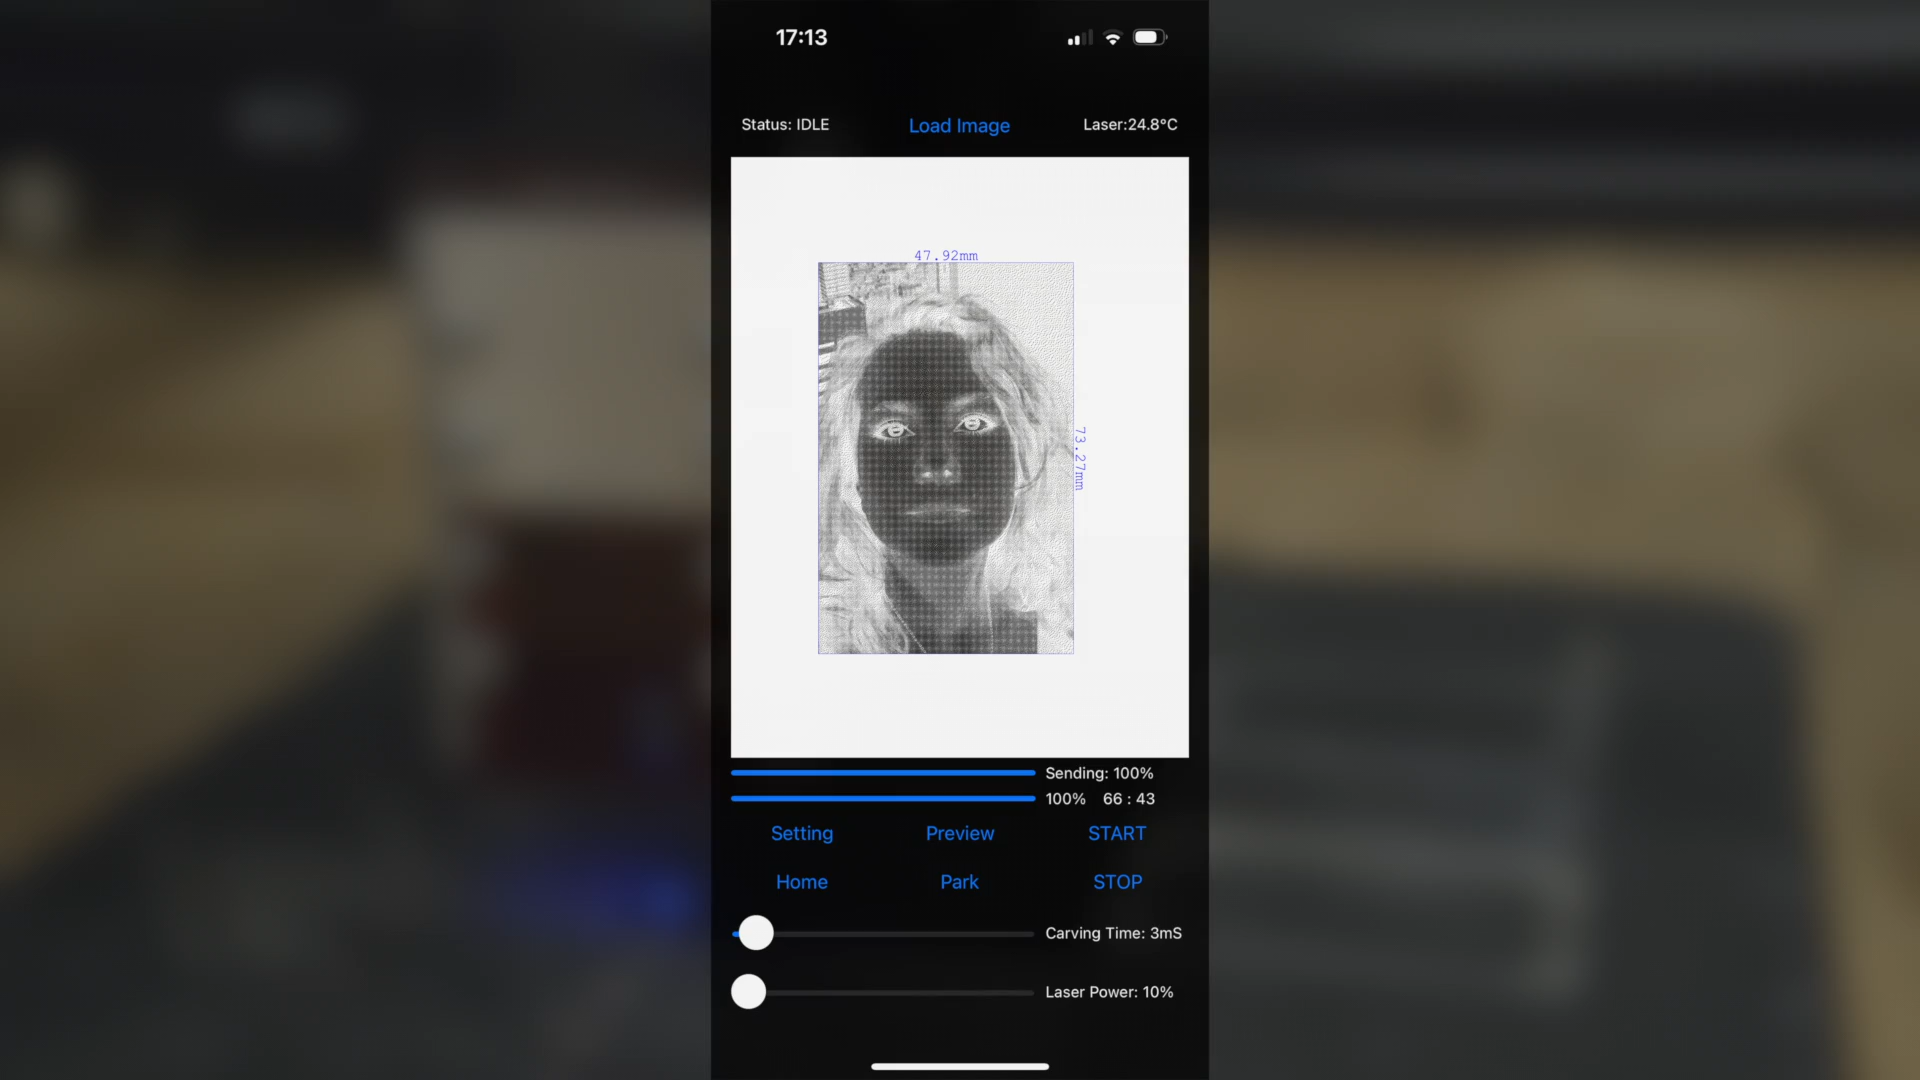 17:13
Status: IDLE
Load Image
Laser:24.8°C
47.92mm
73.27mm
Sending: 100%
100% 66 : 43
Setting
Preview
START
Home
Park
STOP
Carving Time: 3mS
Laser Power: 10%